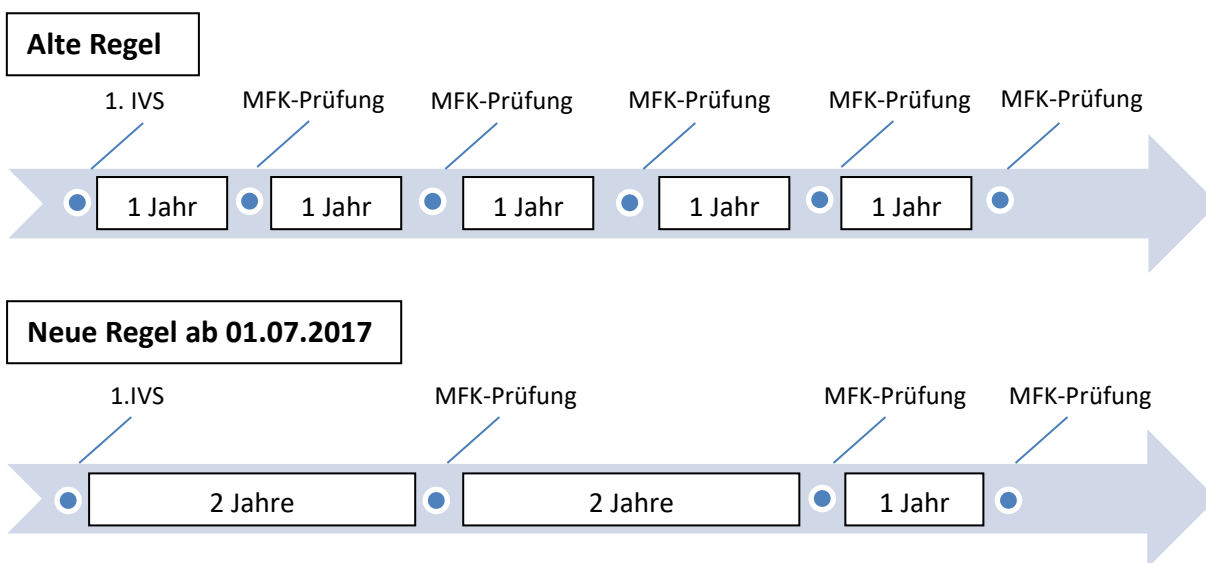 Alte Regel
1. IVS MFK-Prüfung MFK-Prüfung MFK-Prüfung MFK-Prüfung MFK-Prüfung
1 Jahr 1 Jahr 1 Jahr 1 Jahr 1 Jahr
Neue Regel ab 01.07.2017
1.IVS MFK-Prüfung MFK-Prüfung MFK-Prüfung
2 Jahre 2 Jahre 1 Jahr